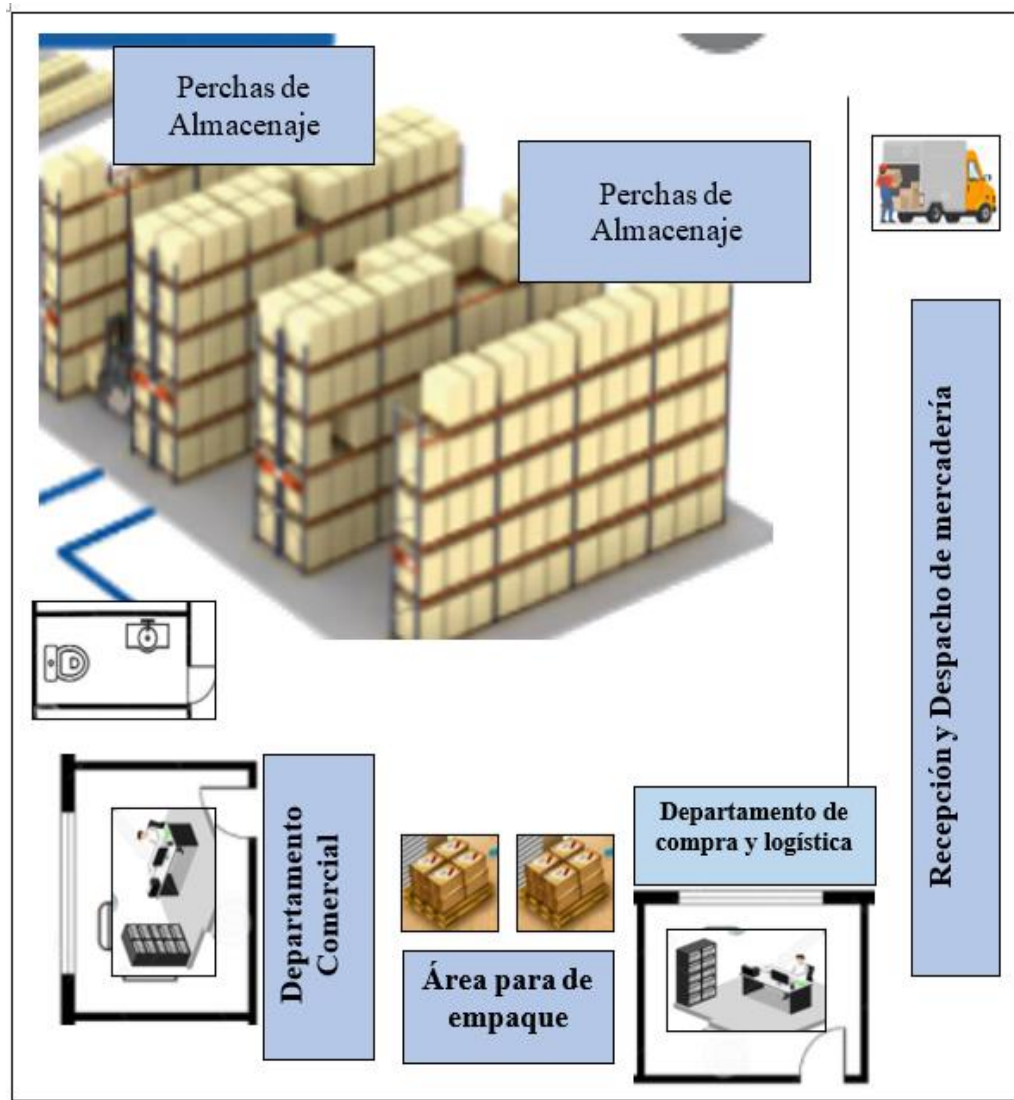 Perchas de
Almacenaje
Perchas de
Almacenaje
Recepción y Despacho de mercadería
Departamento
Comercial
Departamento de
compra y logística
Área para de
empaque